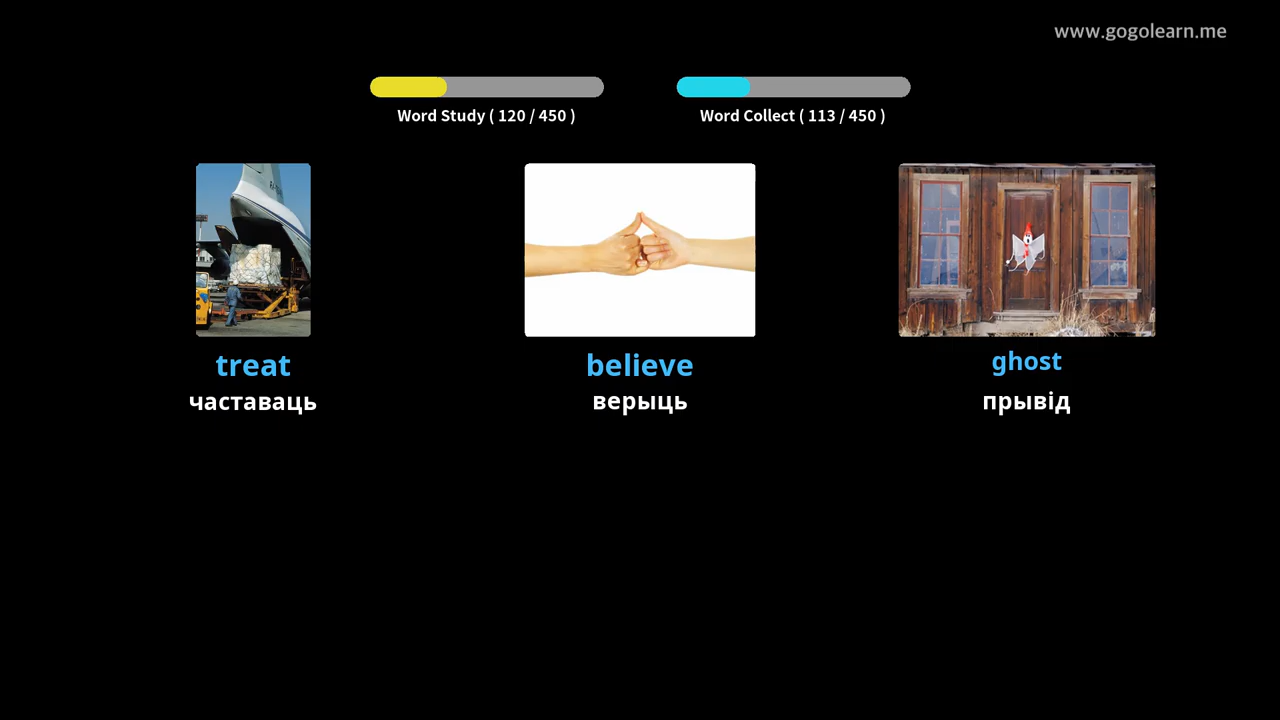 www.gogolearn.me
Word Study ( 120 / 450 )
Word Collect ( 113 / 450 )
treat
частаваць
believe
верыць
ghost
прывід